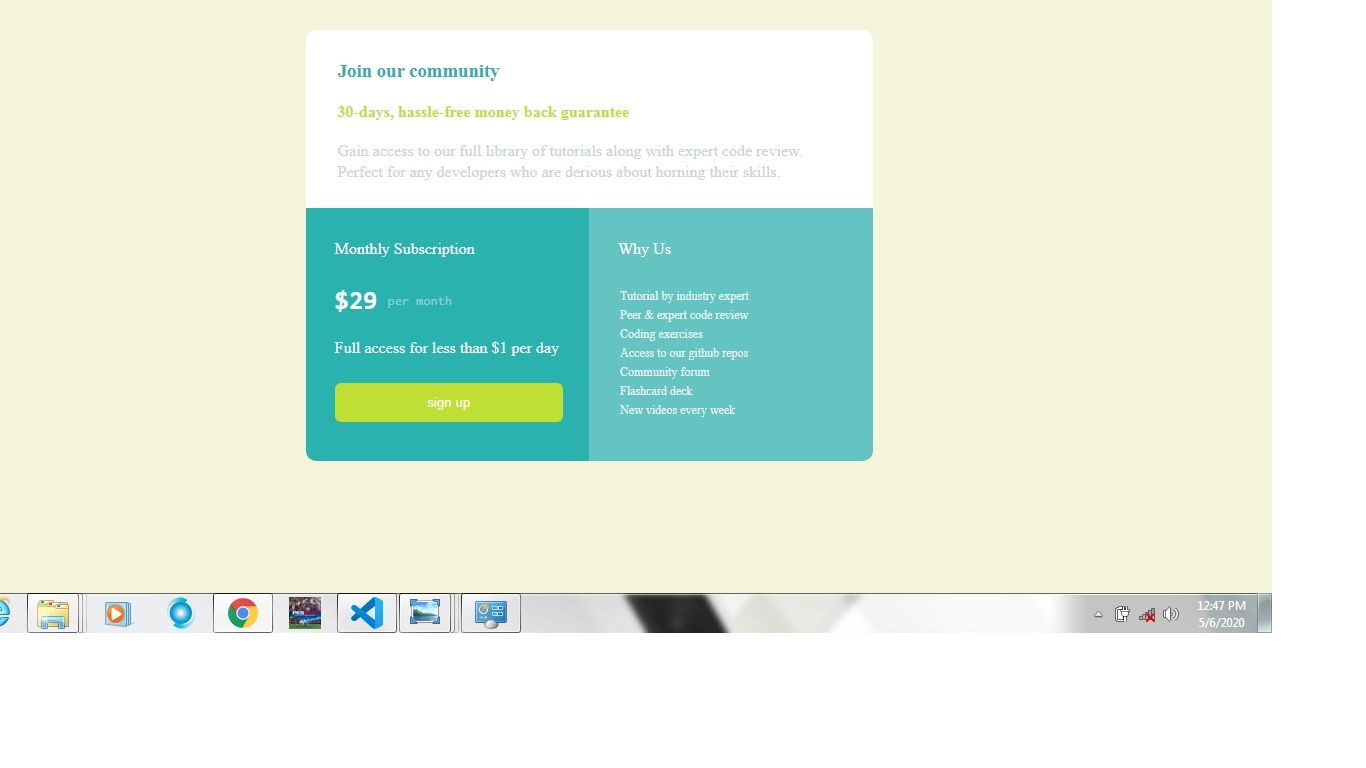 Join our community
30-days, hassle-free money back guarantee
Gain access to our full library of tutorials along with expert code review.
Perfect for any developers who are derious about horning their skills.
Monthly Subscription
$29 per month
Full access for less than $1 per day
sign up
Why Us
Tutorial by industry expert
Peer & expert code review
Coding exercises
Access to our github repos
Community forum
Flashcard deck
New videos every week
PES
12:47 PM
5/6/2020